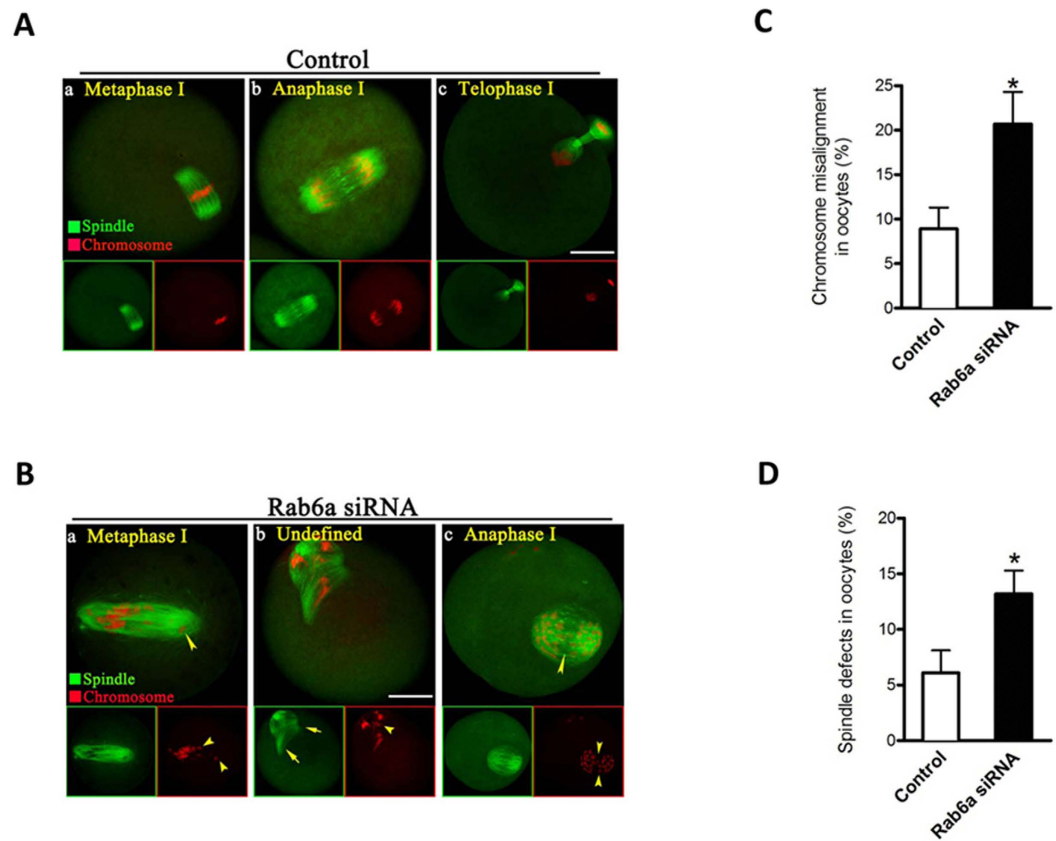 A
Control
a Metaphase I
b Anaphase I
c Telophase I
Spindle
Chromosome
B
Rab6a siRNA
a Metaphase I
b Undefined
c Anaphase I
Spindle
Chromosome
C
Chromosome misalignment
in oocytes (%)
25
20
15
10
5
0
*
Control
Rab6a siRNA
D
Spindle defects in oocytes (%)
20
15
10
5
0
*
Control
Rab6a siRNA